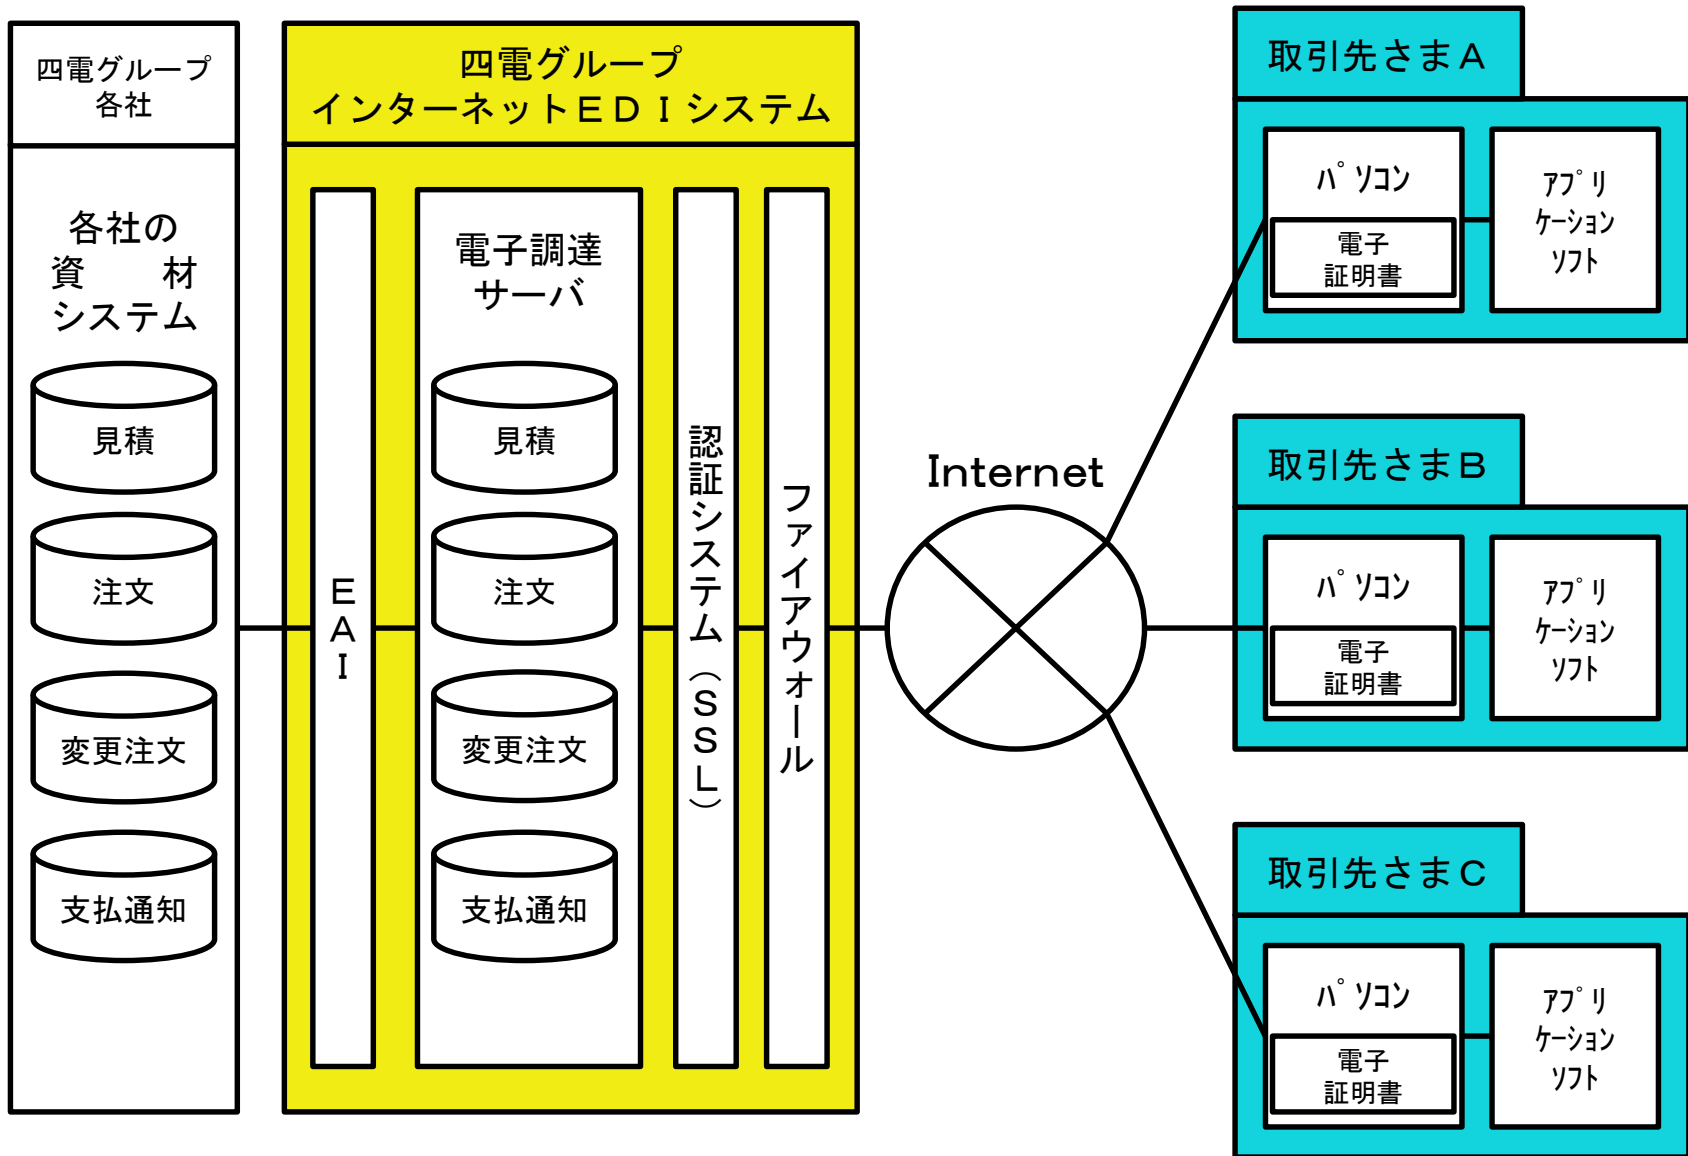 四電グループ
各社
各社の
資　　材
システム
見積
注文
変更注文
支払通知
四電グループ
インターネットＥＤＩシステム
ＥＡＩ
電子調達
サーバ
見積
注文
変更注文
支払通知
認証システム（ＳＳＬ）
ファイアウォール
Internet
取引先さまＡ
ﾊﾟｿｺﾝ
電子
証明書
ｱﾌﾟﾘ
ｹｰｼｮﾝ
ｿﾌﾄ
取引先さまＢ
ﾊﾟｿｺﾝ
電子
証明書
ｱﾌﾟﾘ
ｹｰｼｮﾝ
ｿﾌﾄ
取引先さまＣ
ﾊﾟｿｺﾝ
電子
証明書
ｱﾌﾟﾘ
ｹｰｼｮﾝ
ｿﾌﾄ